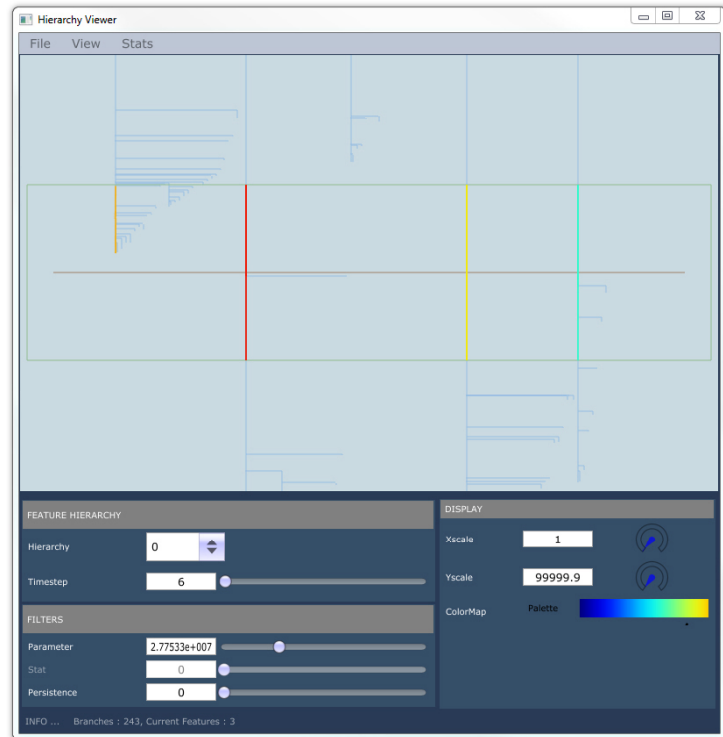 Hierarchy Viewer
File View Stats
FEATURE HIERARCHY
Hierarchy 0
Timestep 6
FILTERS
Parameter 2.77533e+007
Stat 0
Persistence 0
DISPLAY
Xscale 1
Yscale 99999.9
ColorMap Palette
INFO ... Branches : 243, Current Features : 3